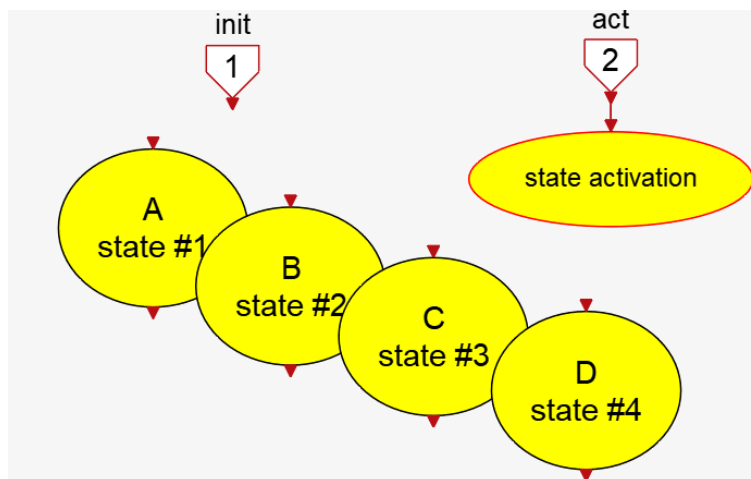 init
act
1
2
state activation
A
state #1
B
state #2
C
state #3
D
state #4